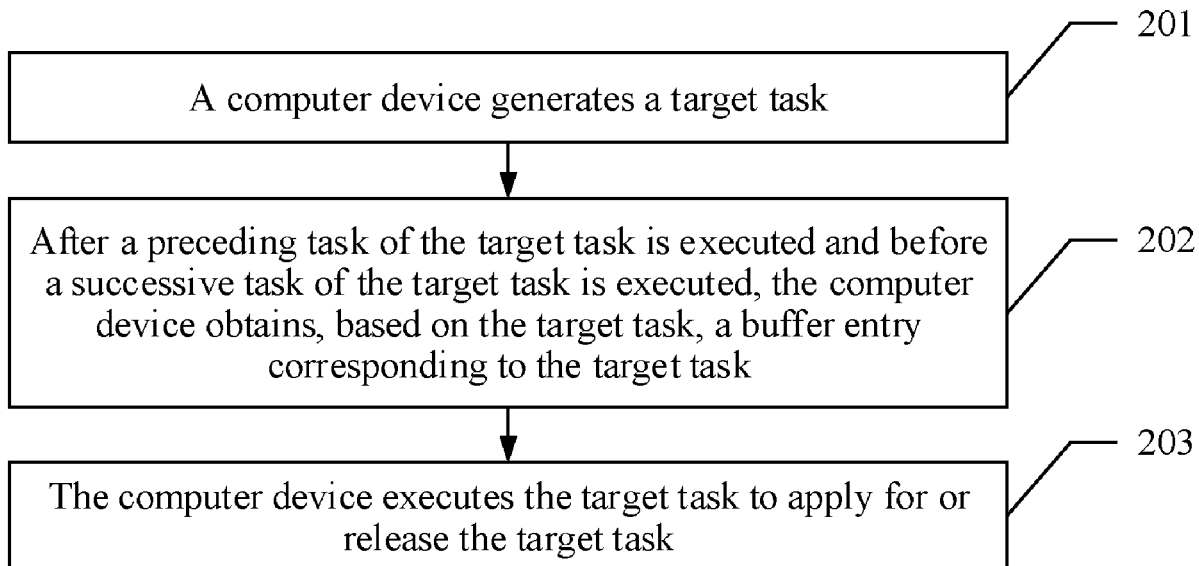 201
A computer device generates a target task
After a preceding task of the target task is executed and before
a successive task of the target task is executed, the computer
device obtains, based on the target task, a buffer entry
corresponding to the target task
202
203
The computer device executes the target task to apply for or
release the target task